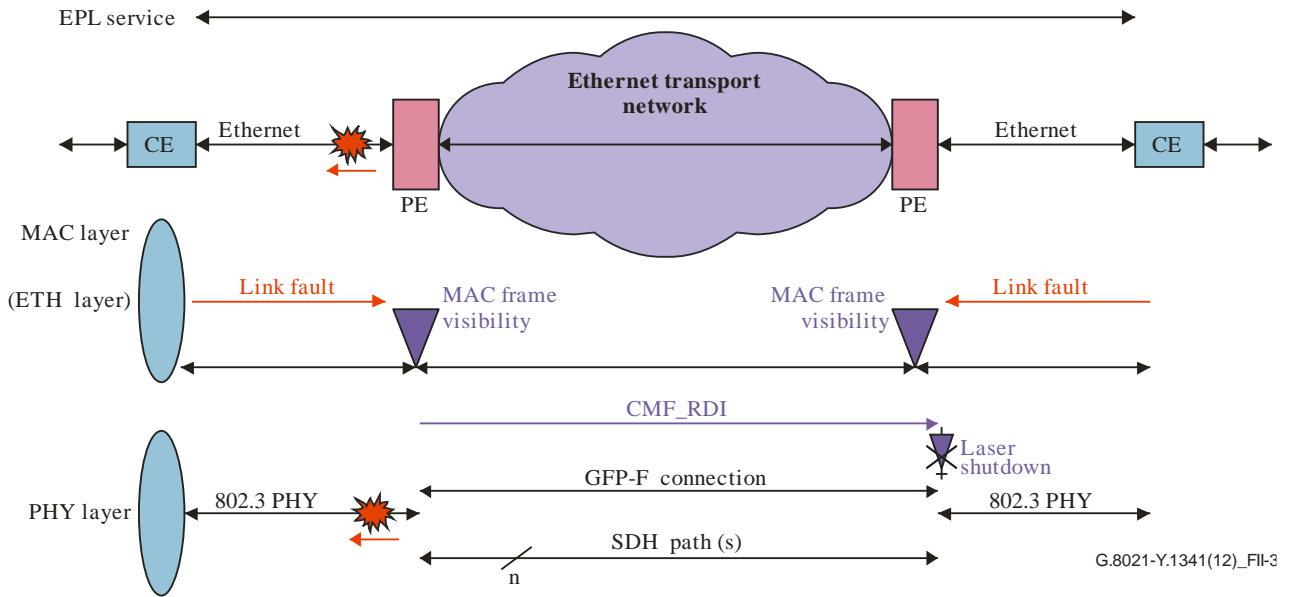 EPL service
Ethernet transport
network
CE
Ethernet
Ethernet
CE
PE
PE
MAC layer
(ETH layer)
Link fault
MAC frame
visibility
MAC frame
visibility
Link fault
CMF_RDI
Laser
shutdown
GFP-F connection
PHY layer
802.3 PHY
802.3 PHY
SDH path (s)
n
G.8021-Y.1341(12)_FII-3